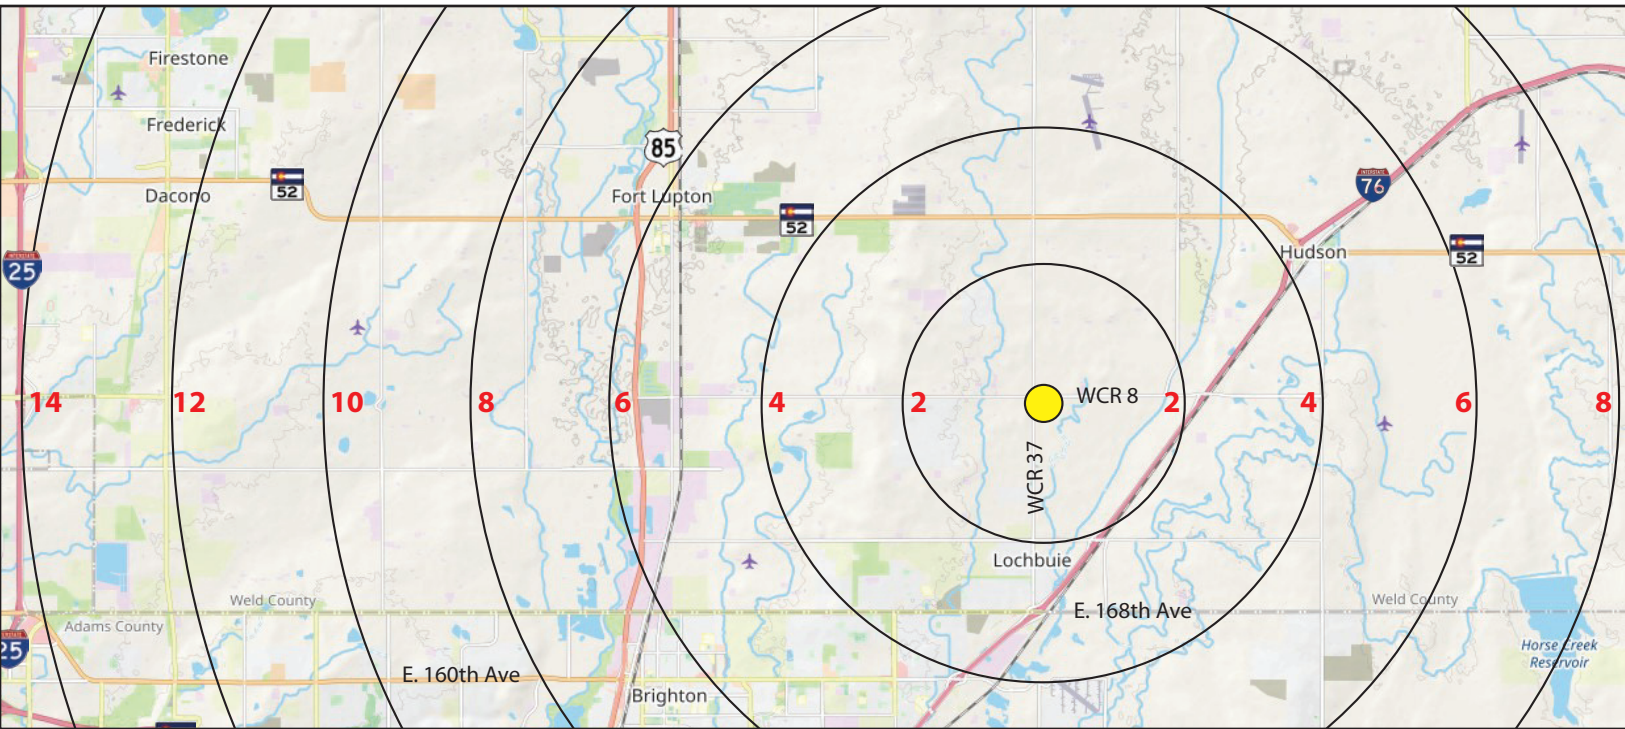 Firestone
Frederick
85
INTERSTATE
76
52
Dacono
Fort Lupton
52
INTERSTATE
25
Hudson
52
14
12
10
8
6
4
2
WCR 8
2
4
6
8
WCR 37
Lochbuie
Weld County
Weld County
E. 168th Ave
Adams County
25
Horse Creek
Reservoir
E. 160th Ave
Brighton